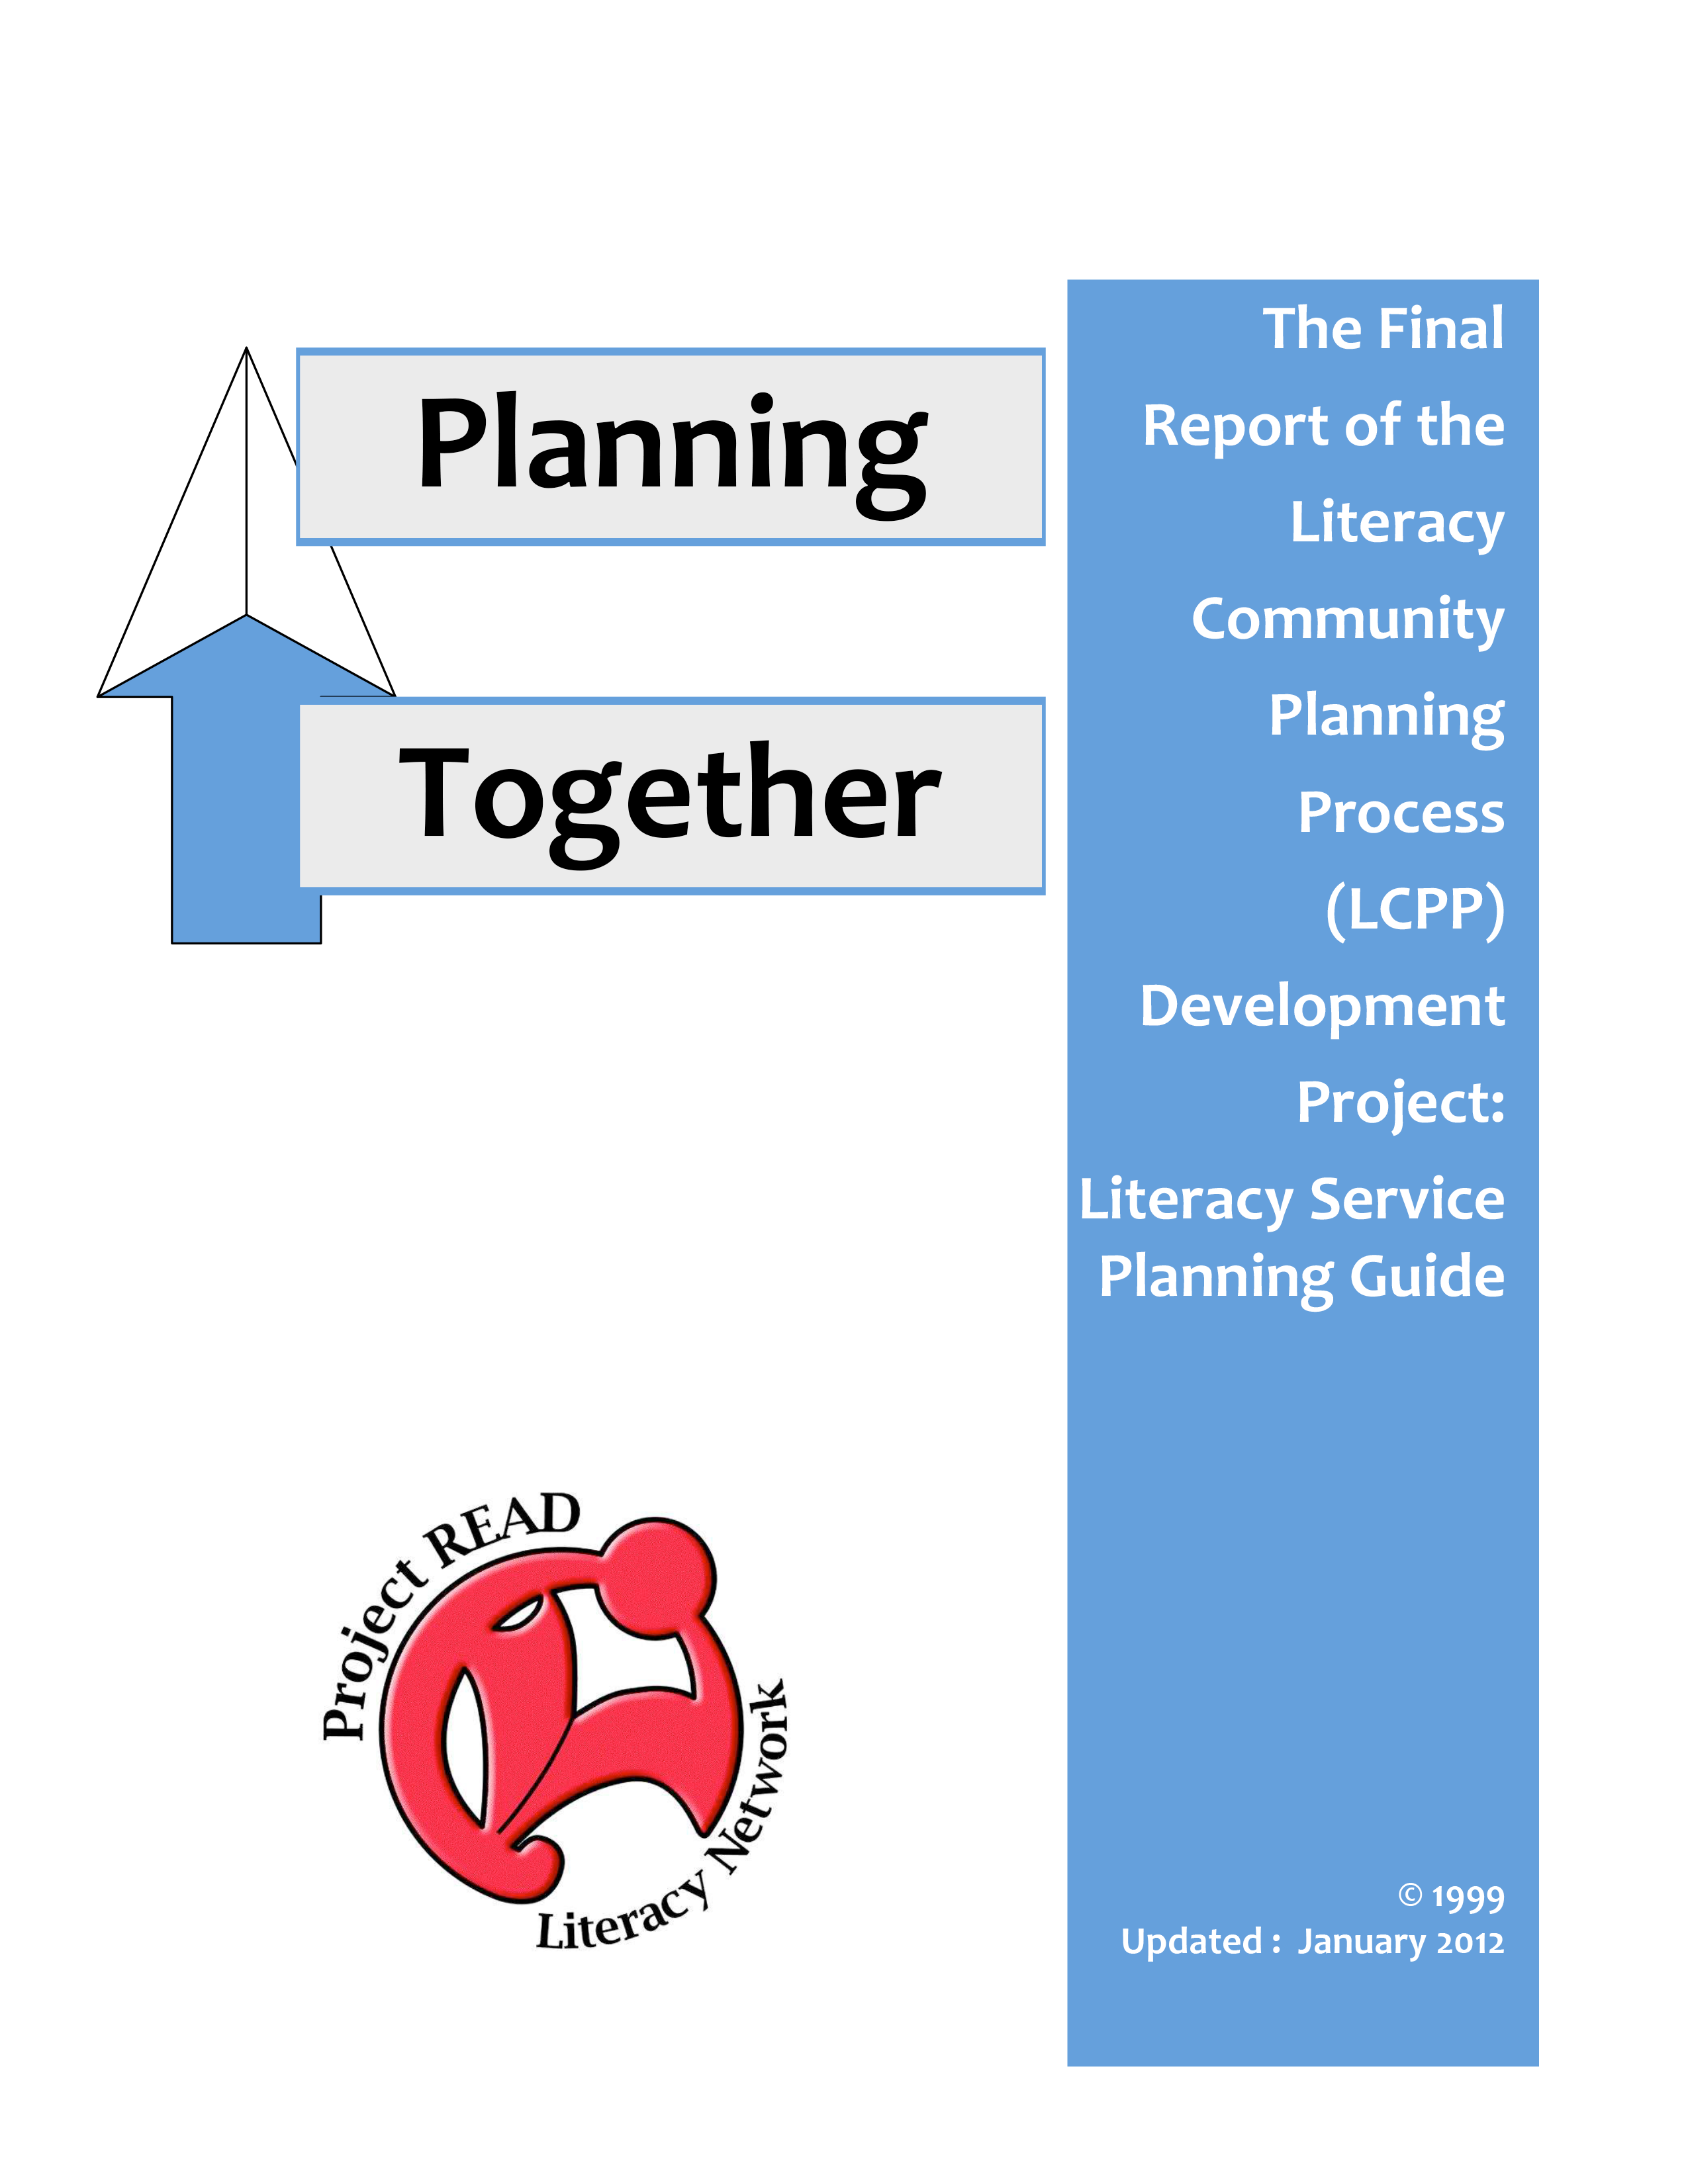 Planning
Together
The Final
Report of the
Literacy
Community
Planning
Process
(LCPP)
Development
Project:
Literacy Service
Planning Guide
Project READ
Literacy Network
© 1999
Updated :  January 2012